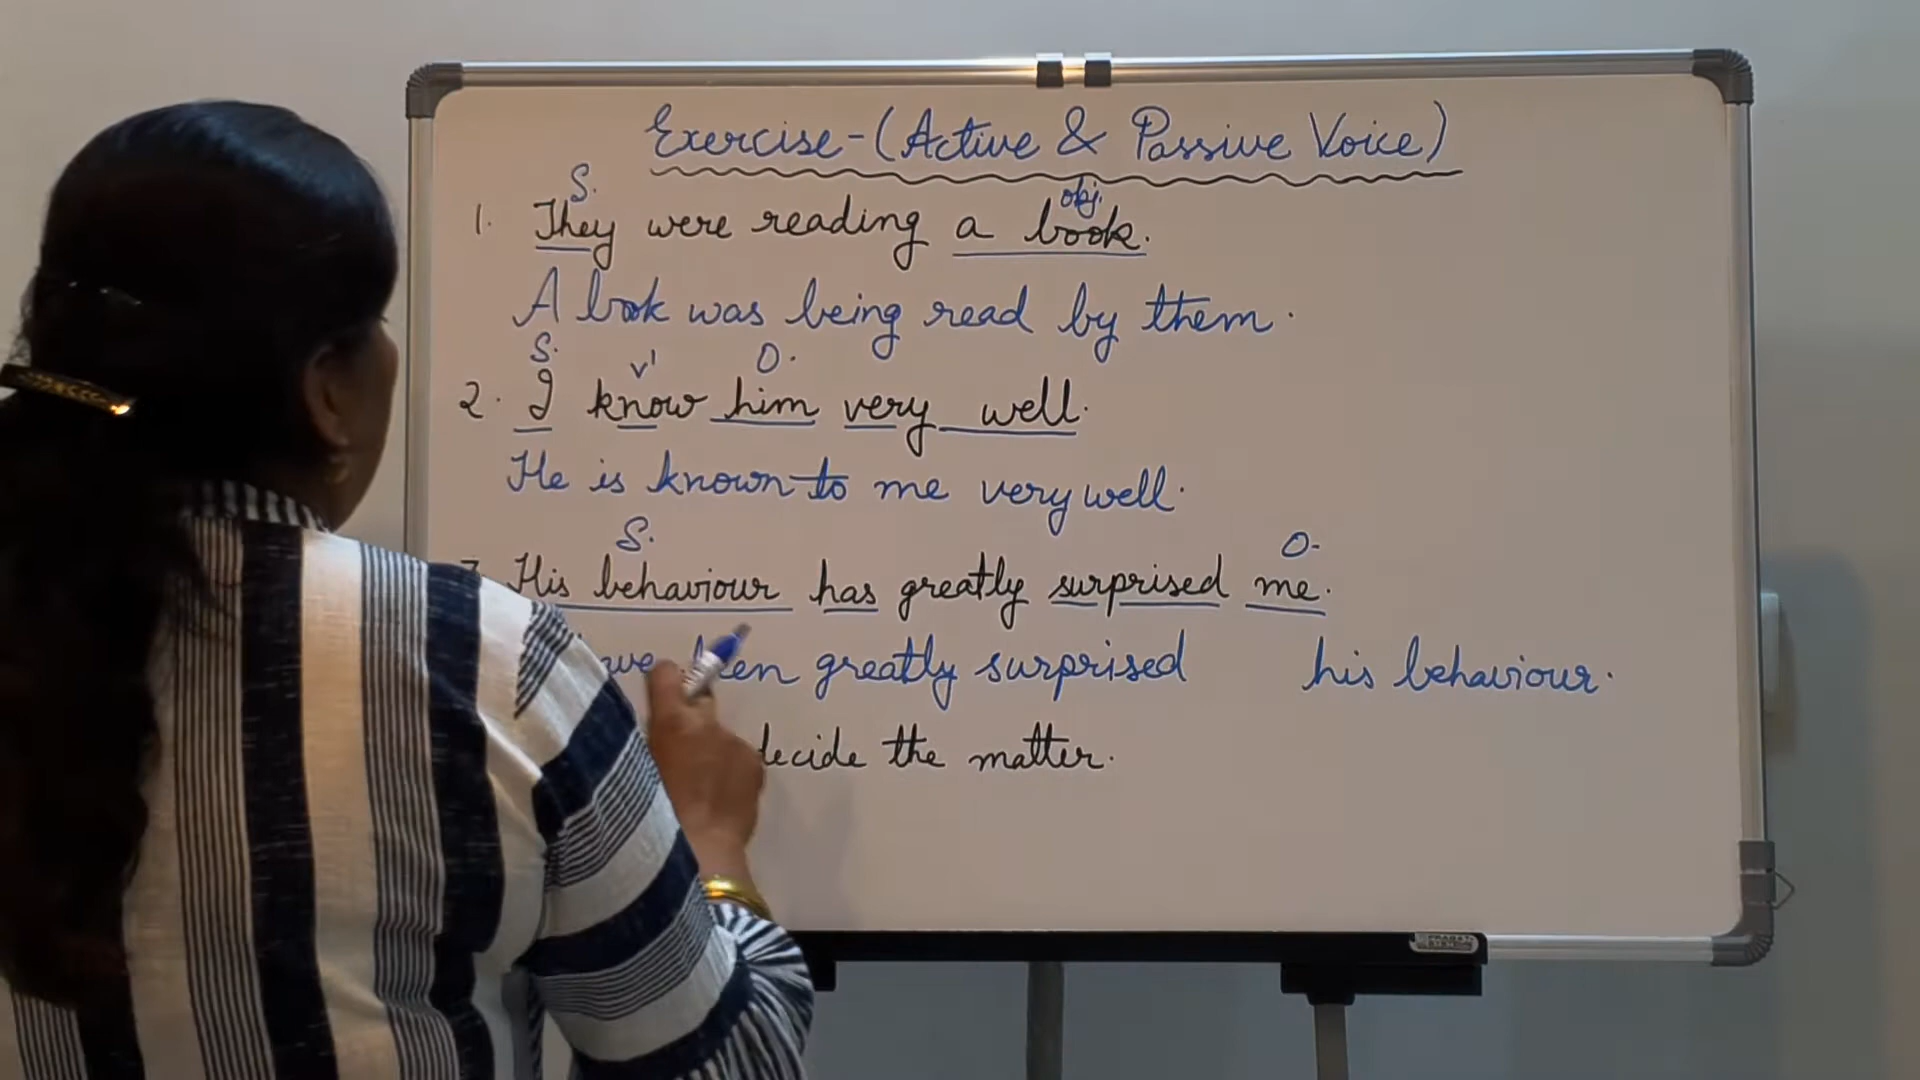 Exercise-(Active & Passive Voice)
S. obj.
1. They were reading a book.
A book was being read by them.
S. V¹ O.
2. I know him very well.
He is known to me very well.
S. O.
His behaviour has greatly surprised me.
been greatly surprised his behaviour.
decide the matter.